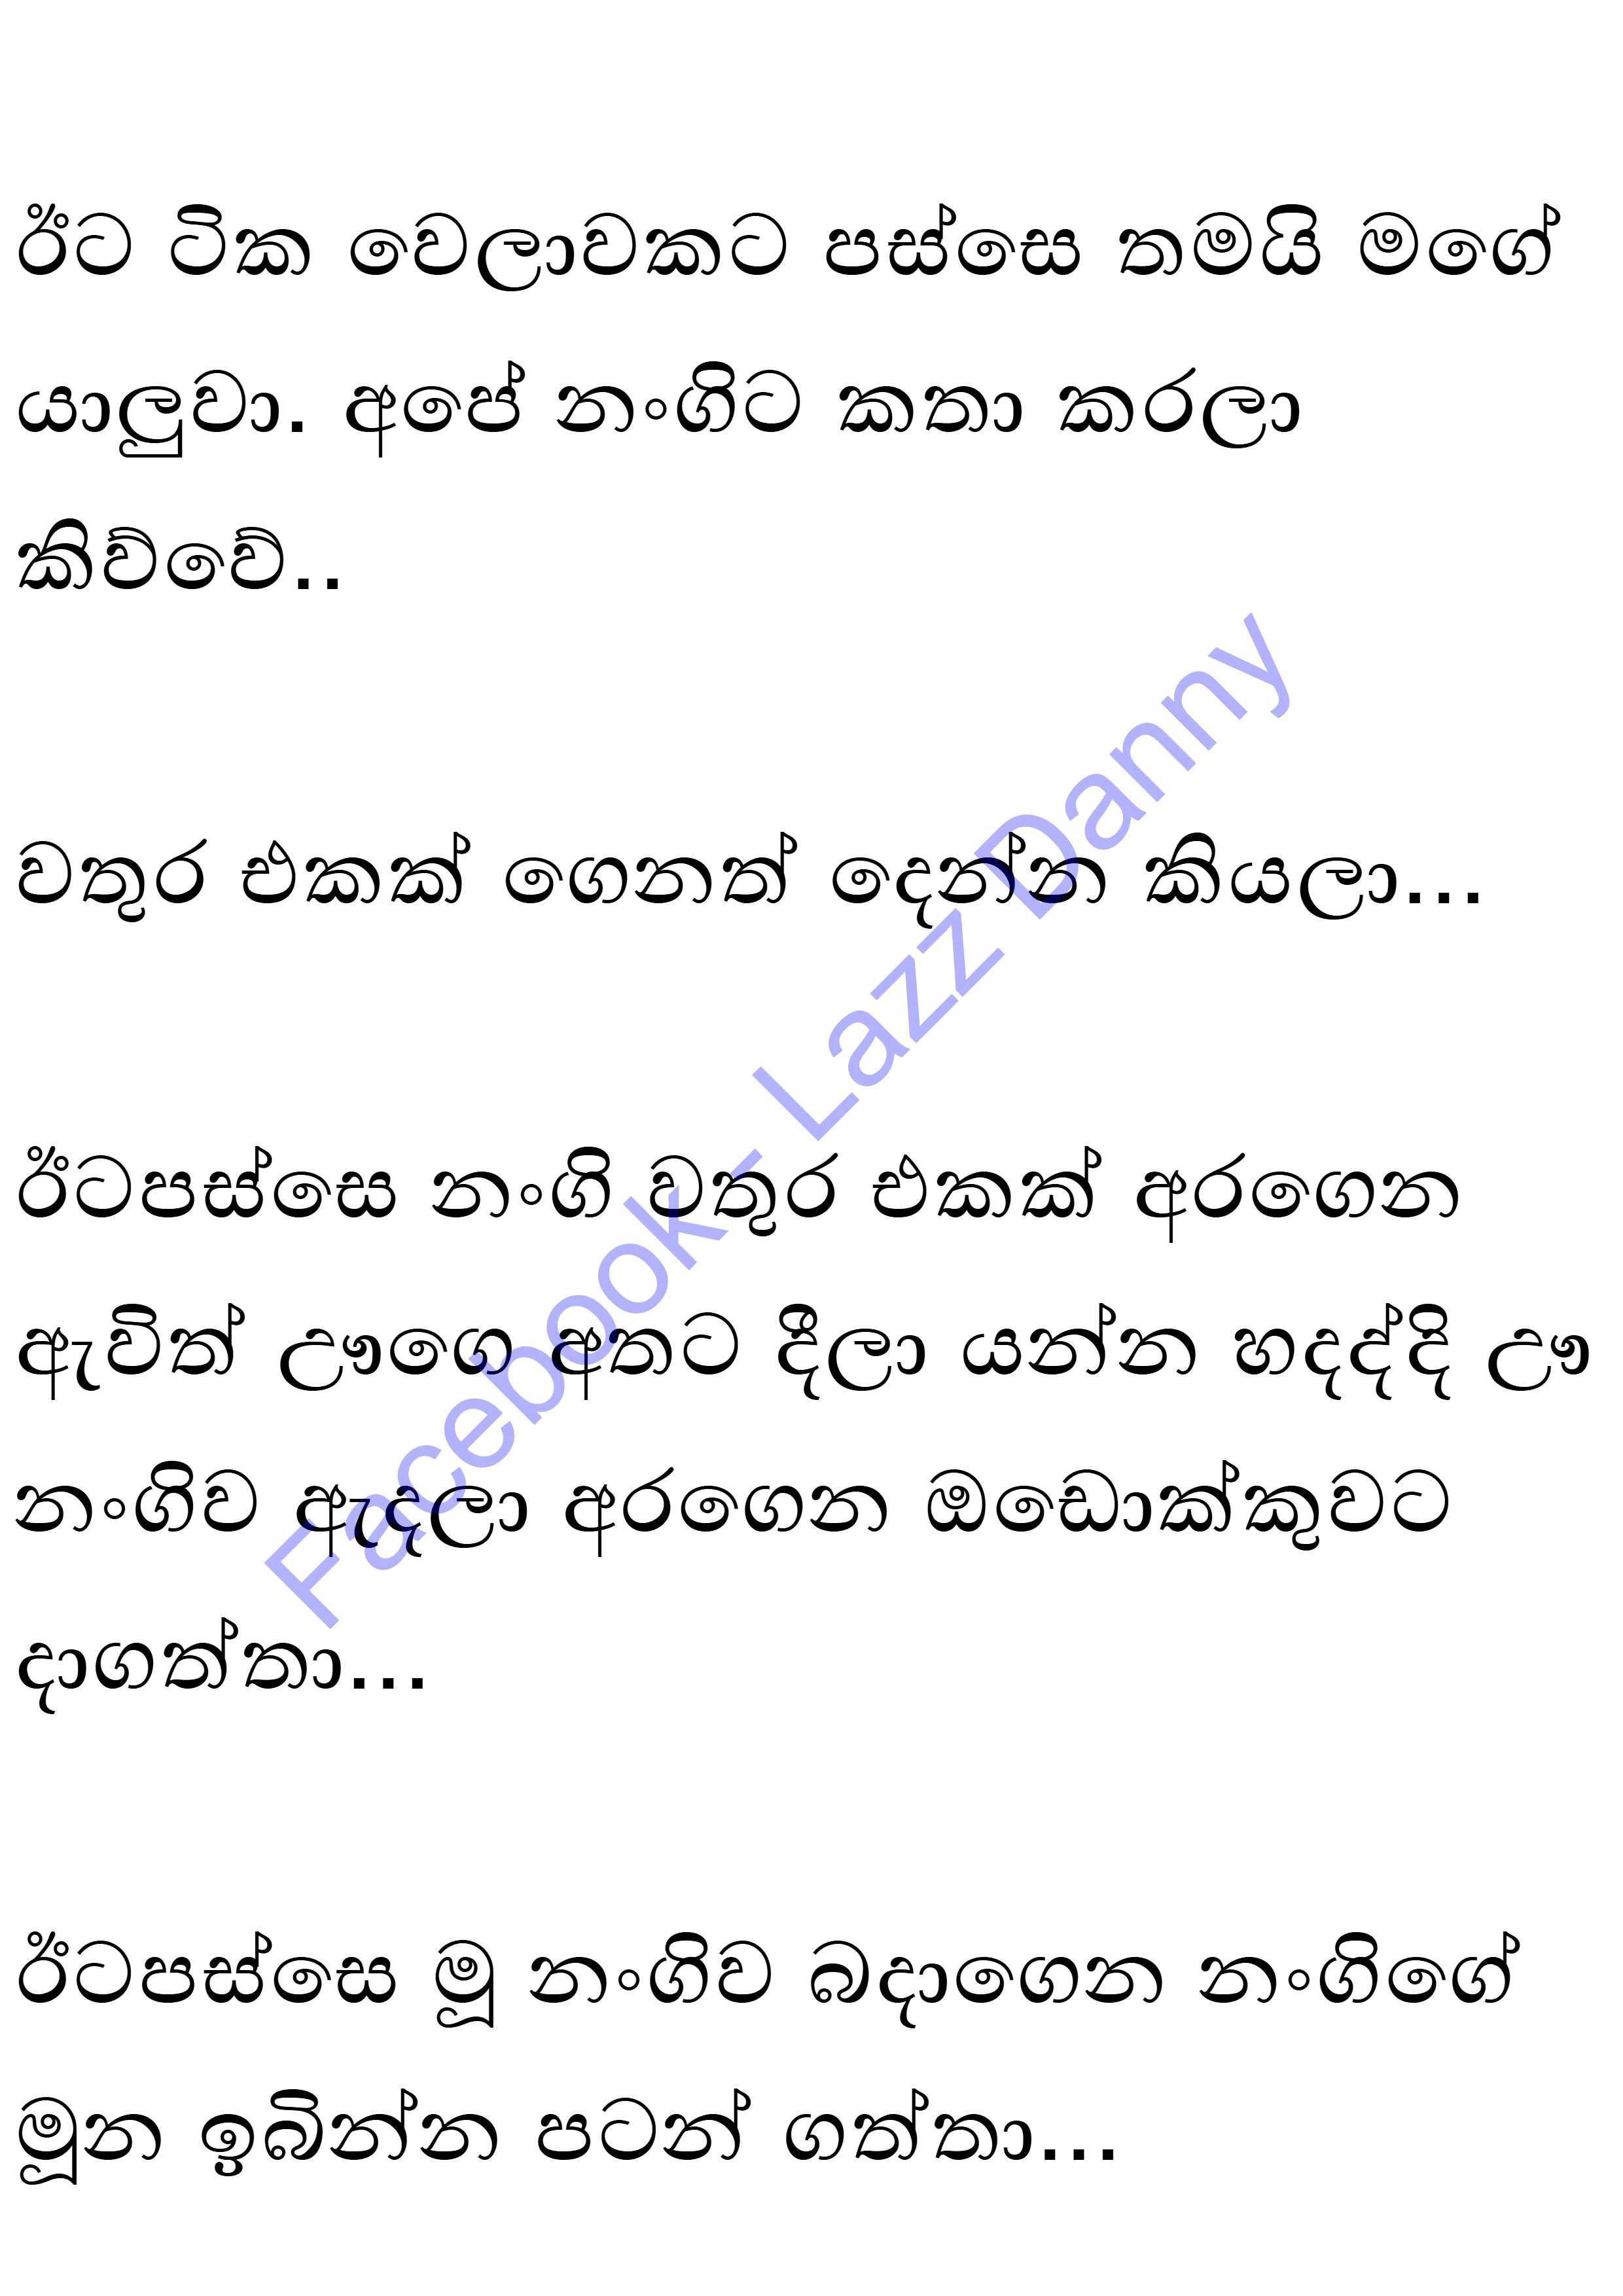 ඊට ටික වෙලාවකට පස්සෙ තමයි මගේ
යාලුවා. අපේ නංගිට කතා කරලා
කිව්වේ..
වතුර එකක් ගෙනත් දෙන්න කියලා...
ඊටපස්සෙ නංගි වතුර එකක් අරගෙන
ඇවිත් ඌගෙ අතට දීලා යන්න හදද්දි ඌ
නංගිව ඇදලා අරගෙන ඔඩොක්කුවට
දාගත්තා...
ඊටපස්සෙ මූ නංගිව බදාගෙන නංගිගේ
මූන ඉබින්න පටන් ගත්තා...
Facebook - Lazz Danny